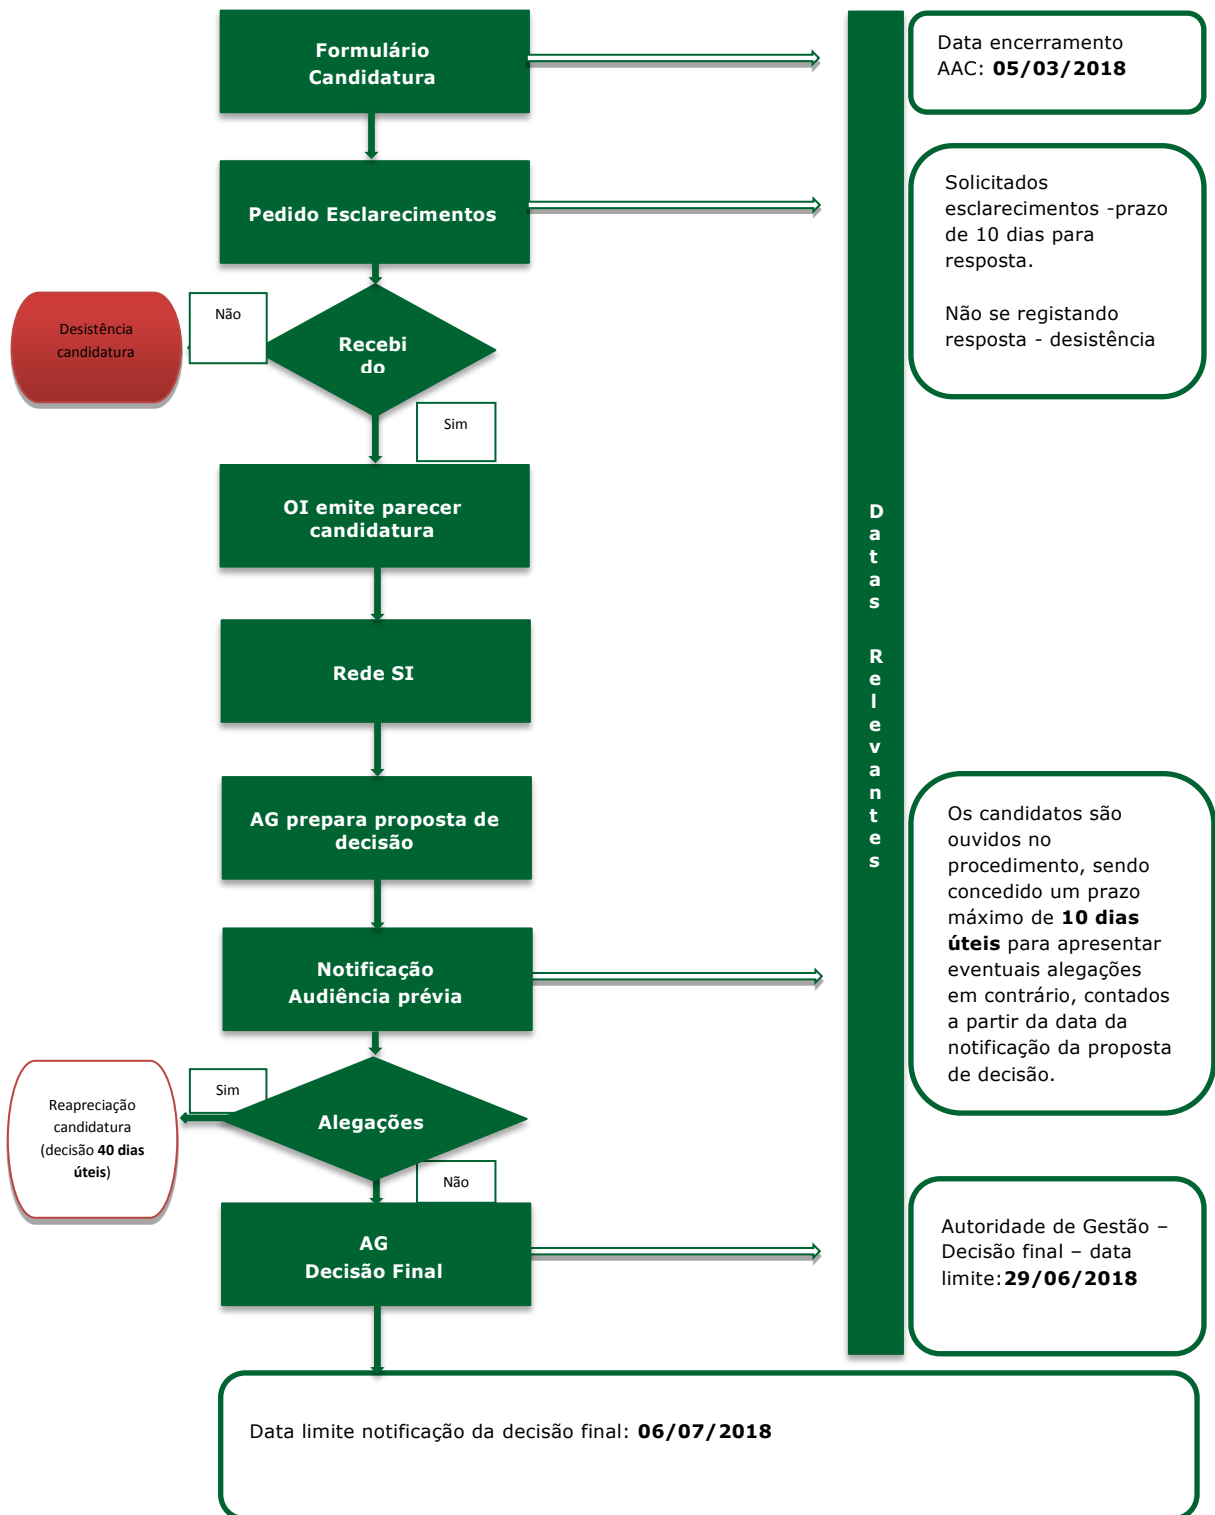 Formulário
Candidatura
Data encerramento
AAC: 05/03/2018
Pedido Esclarecimentos
Solicitados
esclarecimentos -prazo
de 10 dias para
resposta.
Não se registando
resposta - desistência
Desistência
candidatura
Não
Recebi
do
Sim
OI emite parecer
candidatura
Datas Relevantes
Rede SI
AG prepara proposta de
decisão
Os candidatos são
ouvidos no
procedimento, sendo
concedido um prazo
máximo de 10 dias
úteis para apresentar
eventuais alegações
em contrário, contados
a partir da data da
notificação da proposta
de decisão.
Notificação
Audiência prévia
Reapreciação
candidatura
(decisão 40 dias
úteis)
Sim
Alegações
Não
AG
Decisão Final
Autoridade de Gestão –
Decisão final – data
limite:29/06/2018
Data limite notificação da decisão final: 06/07/2018